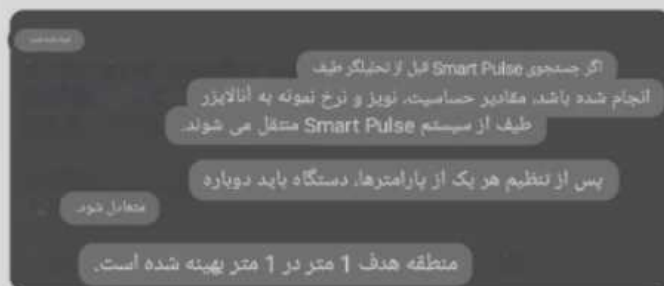 اگر جستجوی Smart Pulse قبل از تحلیلگر طیف
انجام شده باشد، مقادیر حساسیت، نویز و نرخ نمونه به آنالایزر
طیف از سیستم Smart Pulse منتقل می شوند.
پس از تنظیم هر یک از پارامترها، دستگاه باید دوباره
متعادل شود.
منطقه هدف 1 متر در 1 متر بهینه شده است.